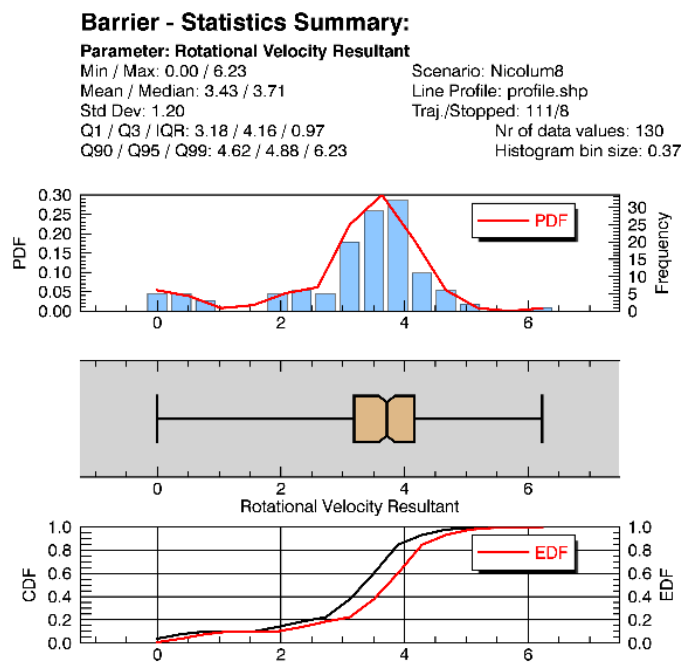 Barrier - Statistics Summary:
Parameter: Rotational Velocity Resultant
Min / Max: 0.00 / 6.23
Scenario: Nicolum8
Mean / Median: 3.43 / 3.71
Line Profile: profile.shp
Std Dev: 1.20
Traj./Stopped: 111/8
Q1 / Q3 / IQR: 3.18 / 4.16 / 0.97
Nr of data values: 130
Q90 / Q95 / Q99: 4.62 / 4.88 / 6.23
Histogram bin size: 0.37
0.30
0.25
0.20
0.15
0.10
0.05
0.00
PDF
PDF
30
25
20
15
10
5
0
Frequency
0 2 4 6
0 2 4 6
Rotational Velocity Resultant
1.0
0.8
0.6
0.4
0.2
0.0
CDF
EDF
1.0
0.8
0.6
0.4
0.2
0.0
EDF
0 2 4 6